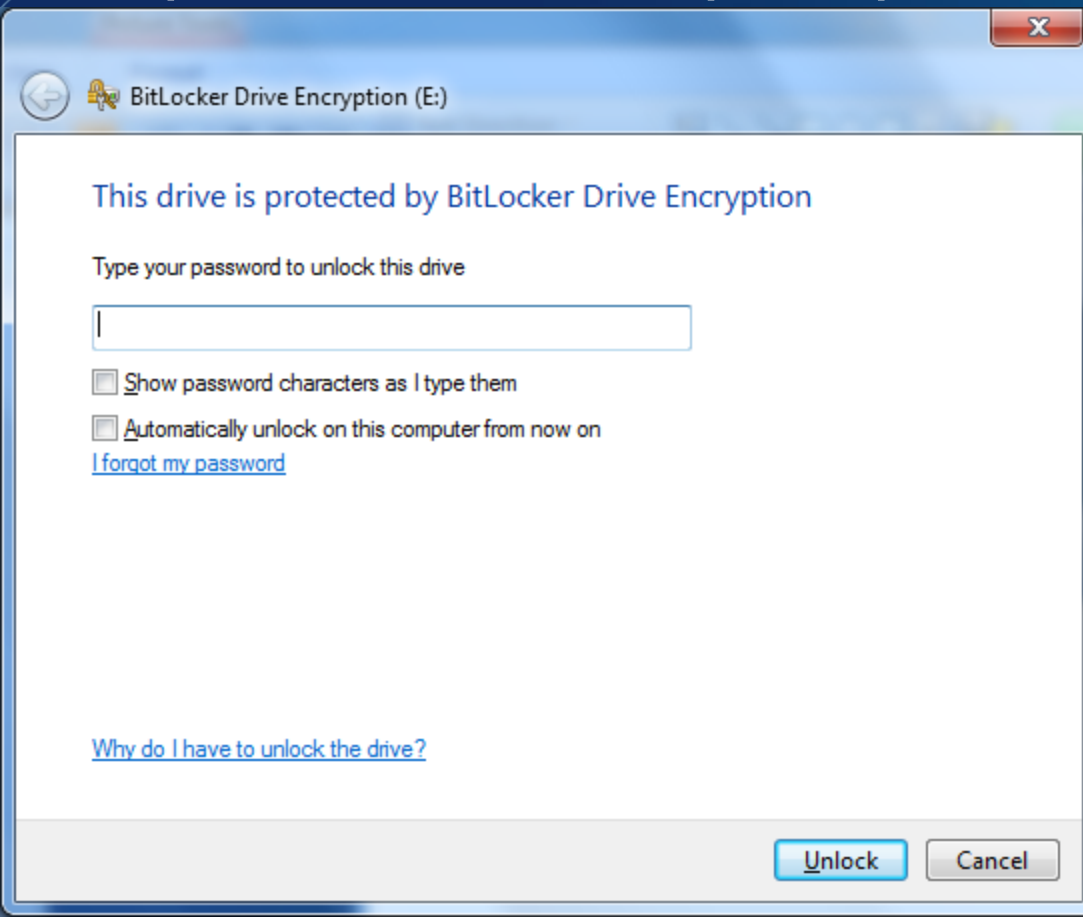 BitLocker Drive Encryption (E:)
This drive is protected by BitLocker Drive Encryption
Type your password to unlock this drive
Show password characters as I type them
Automatically unlock on this computer from now on
I forgot my password
Why do I have to unlock the drive?
Unlock Cancel